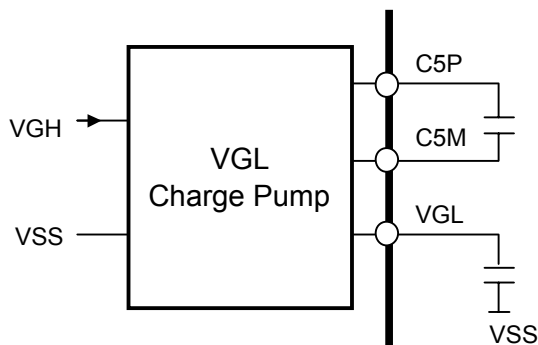 C5P
VGH
C5M
VGL
Charge Pump
VGL
VSS
VSS